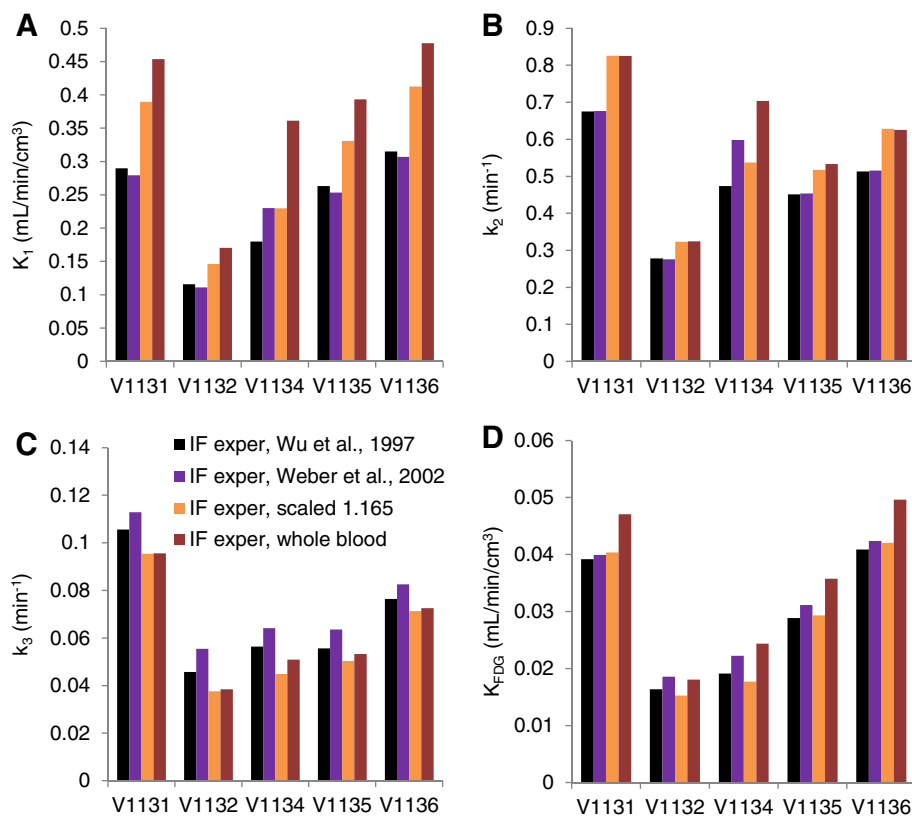 A
K1 (mL/min/cm³)
0.5
0.45
0.4
0.35
0.3
0.25
0.2
0.15
0.1
0.05
0
V1131 V1132 V1134 V1135 V1136
B
k2 (min⁻¹)
0.9
0.8
0.7
0.6
0.5
0.4
0.3
0.2
0.1
0
V1131 V1132 V1134 V1135 V1136
C
k3 (min⁻¹)
0.14
0.12
0.1
0.08
0.06
0.04
0.02
0
IF exper, Wu et al., 1997
IF exper, Weber et al., 2002
IF exper, scaled 1.165
IF exper, whole blood
V1131 V1132 V1134 V1135 V1136
D
KFDG (mL/min/cm³)
0.06
0.05
0.04
0.03
0.02
0.01
0
V1131 V1132 V1134 V1135 V1136